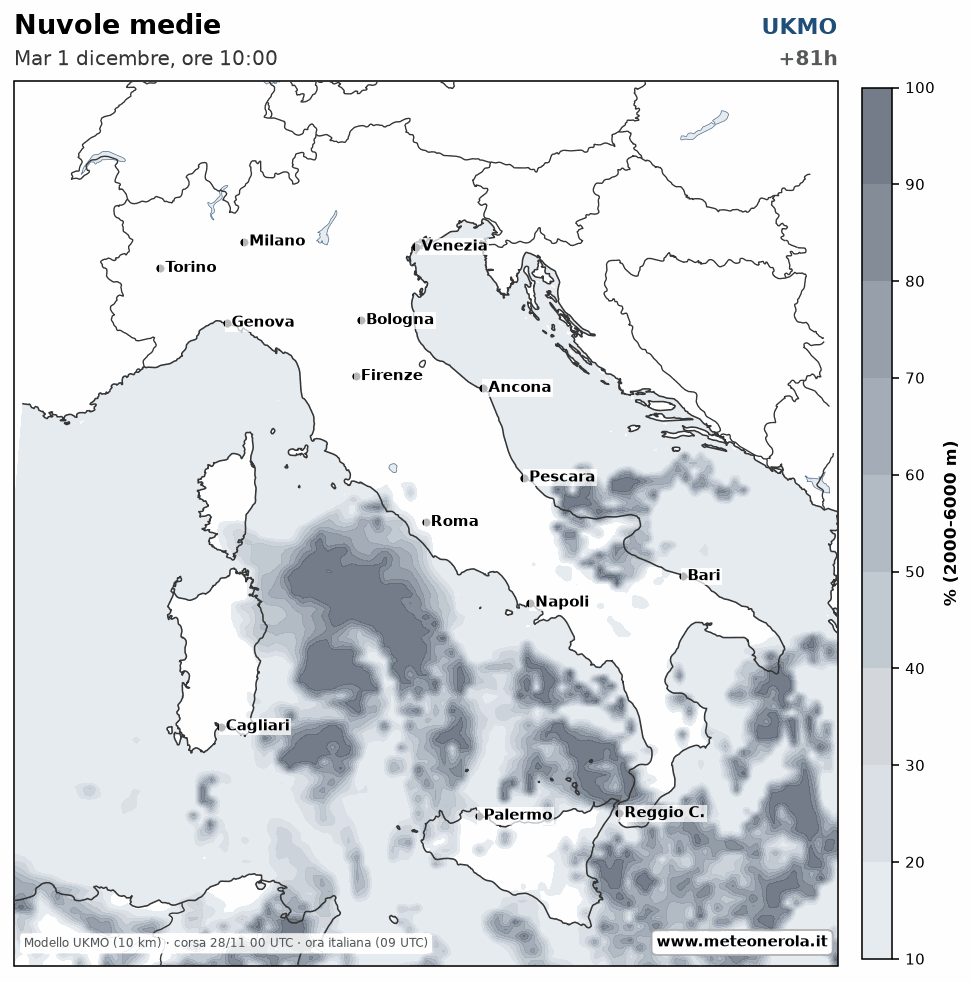 Nuvole medie
UKMO
Mar 1 dicembre, ore 10:00
+81h
100
90
80
70
60
50
40
30
20
10
% (2000-6000 m)
Milano
Venezia
Torino
Genova
Bologna
Firenze
Ancona
Pescara
Roma
Bari
Napoli
Cagliari
Palermo
Reggio C.
Modello UKMO (10 km) · corsa 28/11 00 UTC · ora italiana (09 UTC)
www.meteonerola.it